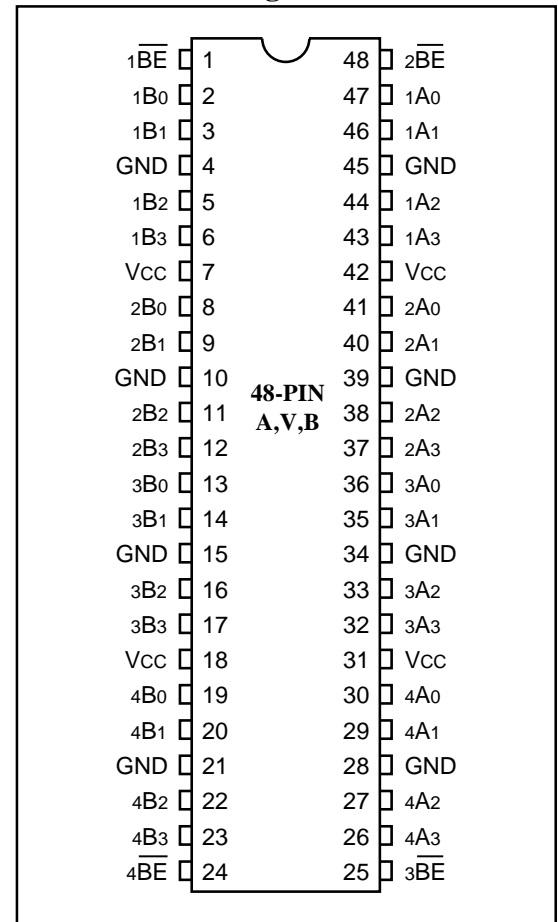 1B̅E̅ 1 48 2B̅E̅
1B0 2 47 1A0
1B1 3 46 1A1
GND 4 45 GND
1B2 5 44 1A2
1B3 6 43 1A3
VCC 7 42 VCC
2B0 8 41 2A0
2B1 9 40 2A1
GND 10 39 GND
48-PIN
2B2 11 38 2A2
A,V,B
2B3 12 37 2A3
3B0 13 36 3A0
3B1 14 35 3A1
GND 15 34 GND
3B2 16 33 3A2
3B3 17 32 3A3
VCC 18 31 VCC
4B0 19 30 4A0
4B1 20 29 4A1
GND 21 28 GND
4B2 22 27 4A2
4B3 23 26 4A3
4B̅E̅ 24 25 3B̅E̅